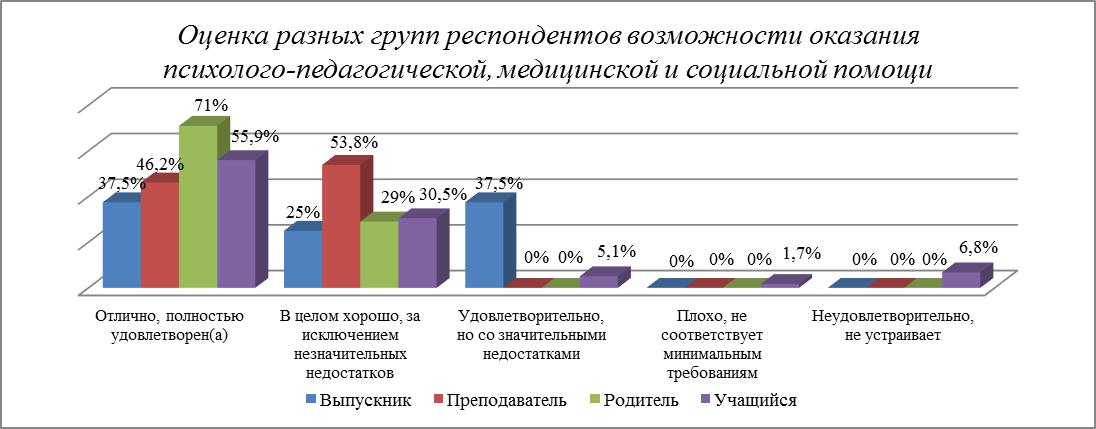 Оценка разных групп респондентов возможности оказания
психолого-педагогической, медицинской и социальной помощи
37,5%
46,2%
71%
55,9%
25%
53,8%
29%
30,5%
37,5%
0%
0%
5,1%
0%
0%
0%
1,7%
0%
0%
0%
6,8%
Отлично, полностью
удовлетворен(а)
В целом хорошо, за
исключением
незначительных
недостатков
Удовлетворительно,
но со значительными
недостатками
Плохо, не
соответствует
минимальным
требованиям
Неудовлетворительно,
не устраивает
Выпускник Преподаватель Родитель Учащийся